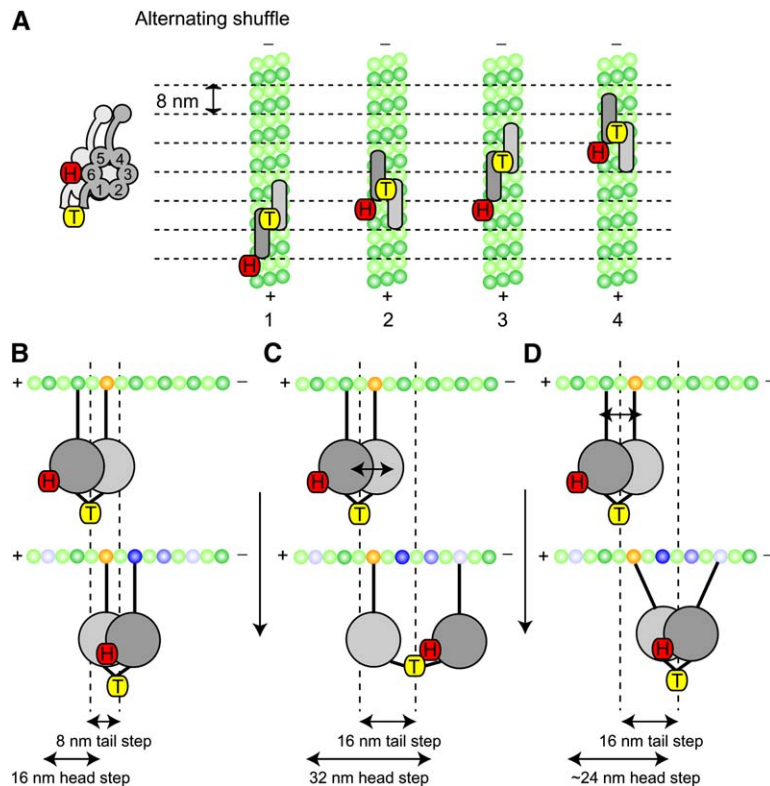 A
Alternating shuffle
− − − −
8 nm
5 4
H 6 3
1 2
T
T T T T
H H H H
+ + + +
1 2 3 4
B C D
+ − + − + −
H H H
T T T
+ − + − + −
H H H
T T T
8 nm tail step 16 nm tail step 16 nm tail step
16 nm head step 32 nm head step ~24 nm head step